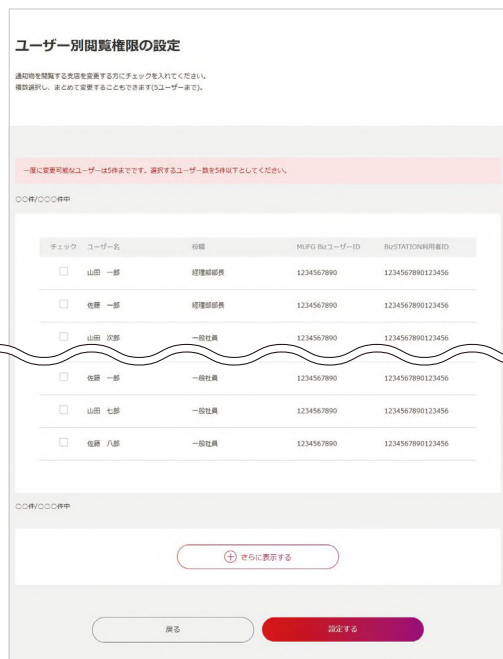 ユーザー別閲覧権限の設定
通知物を閲覧する支店を変更する方にチェックを入れてください。
複数選択し、まとめて変更することもできます(5ユーザーまで)。
一度に変更可能なユーザーは5件までです。選択するユーザー数を5件以下としてください。
○○件/○○○件中
チェック ユーザー名 役職 MUFG BizユーザーID BizSTATION利用者ID
山田 一郎 経理部部長 1234567890 1234567890123456
佐藤 一郎 経理部部長 1234567890 1234567890123456
山田 次郎 一般社員 1234567890 1234567890123456
佐藤 一郎 一般社員 1234567890 1234567890123456
山田 七郎 一般社員 1234567890 1234567890123456
佐藤 八郎 一般社員 1234567890 1234567890123456
○○件/○○○件中
さらに表示する
戻る 設定する